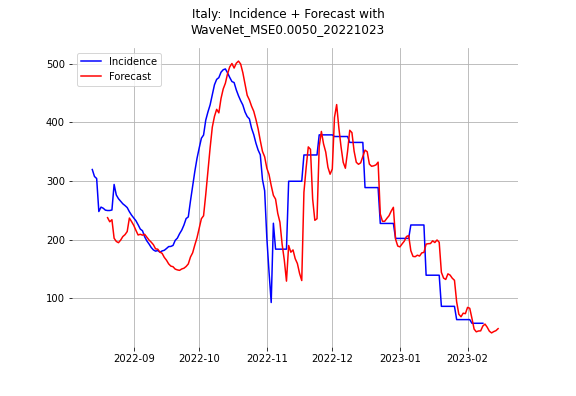 Italy:  Incidence + Forecast with
WaveNet_MSE0.0050_20221023
Incidence
Forecast
500
400
300
200
100
2022-09
2022-10
2022-11
2022-12
2023-01
2023-02